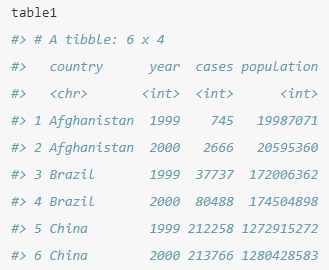 table1
#> # A tibble: 6 x 4
#>   country      year  cases population
#>   <chr>       <int>  <int>      <int>
#> 1 Afghanistan  1999    745   19987071
#> 2 Afghanistan  2000   2666   20595360
#> 3 Brazil       1999  37737  172006362
#> 4 Brazil       2000  80488  174504898
#> 5 China        1999 212258 1272915272
#> 6 China        2000 213766 1280428583